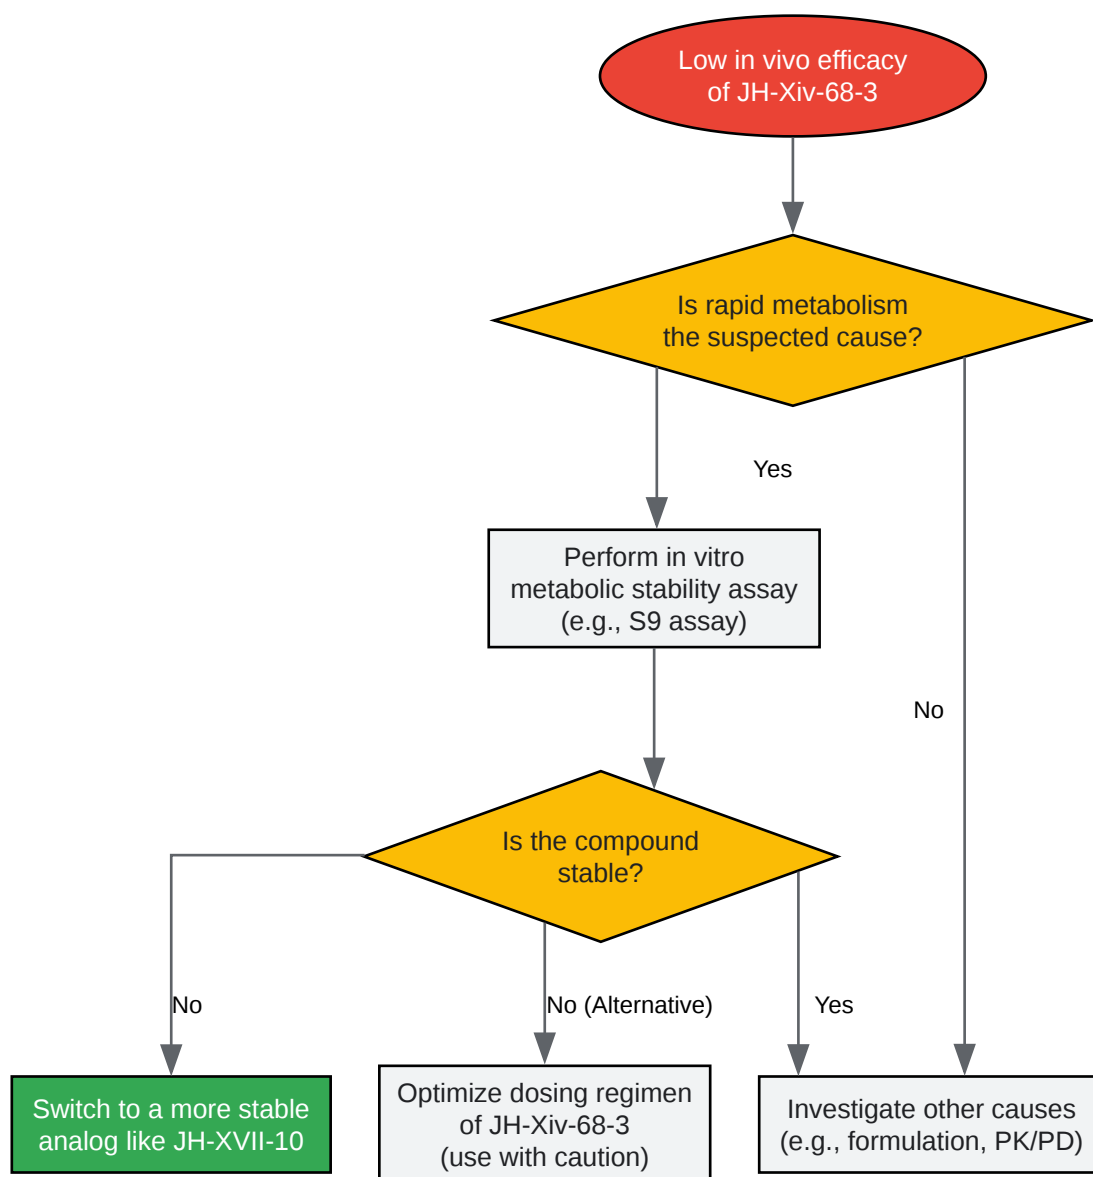 Low in vivo efficacy
of JH-Xiv-68-3
Is rapid metabolism
the suspected cause?
Yes
Perform in vitro
metabolic stability assay
(e.g., S9 assay)
No
Is the compound
stable?
No
No (Alternative)
Yes
Switch to a more stable
analog like JH-XVII-10
Optimize dosing regimen
of JH-Xiv-68-3
(use with caution)
Investigate other causes
(e.g., formulation, PK/PD)